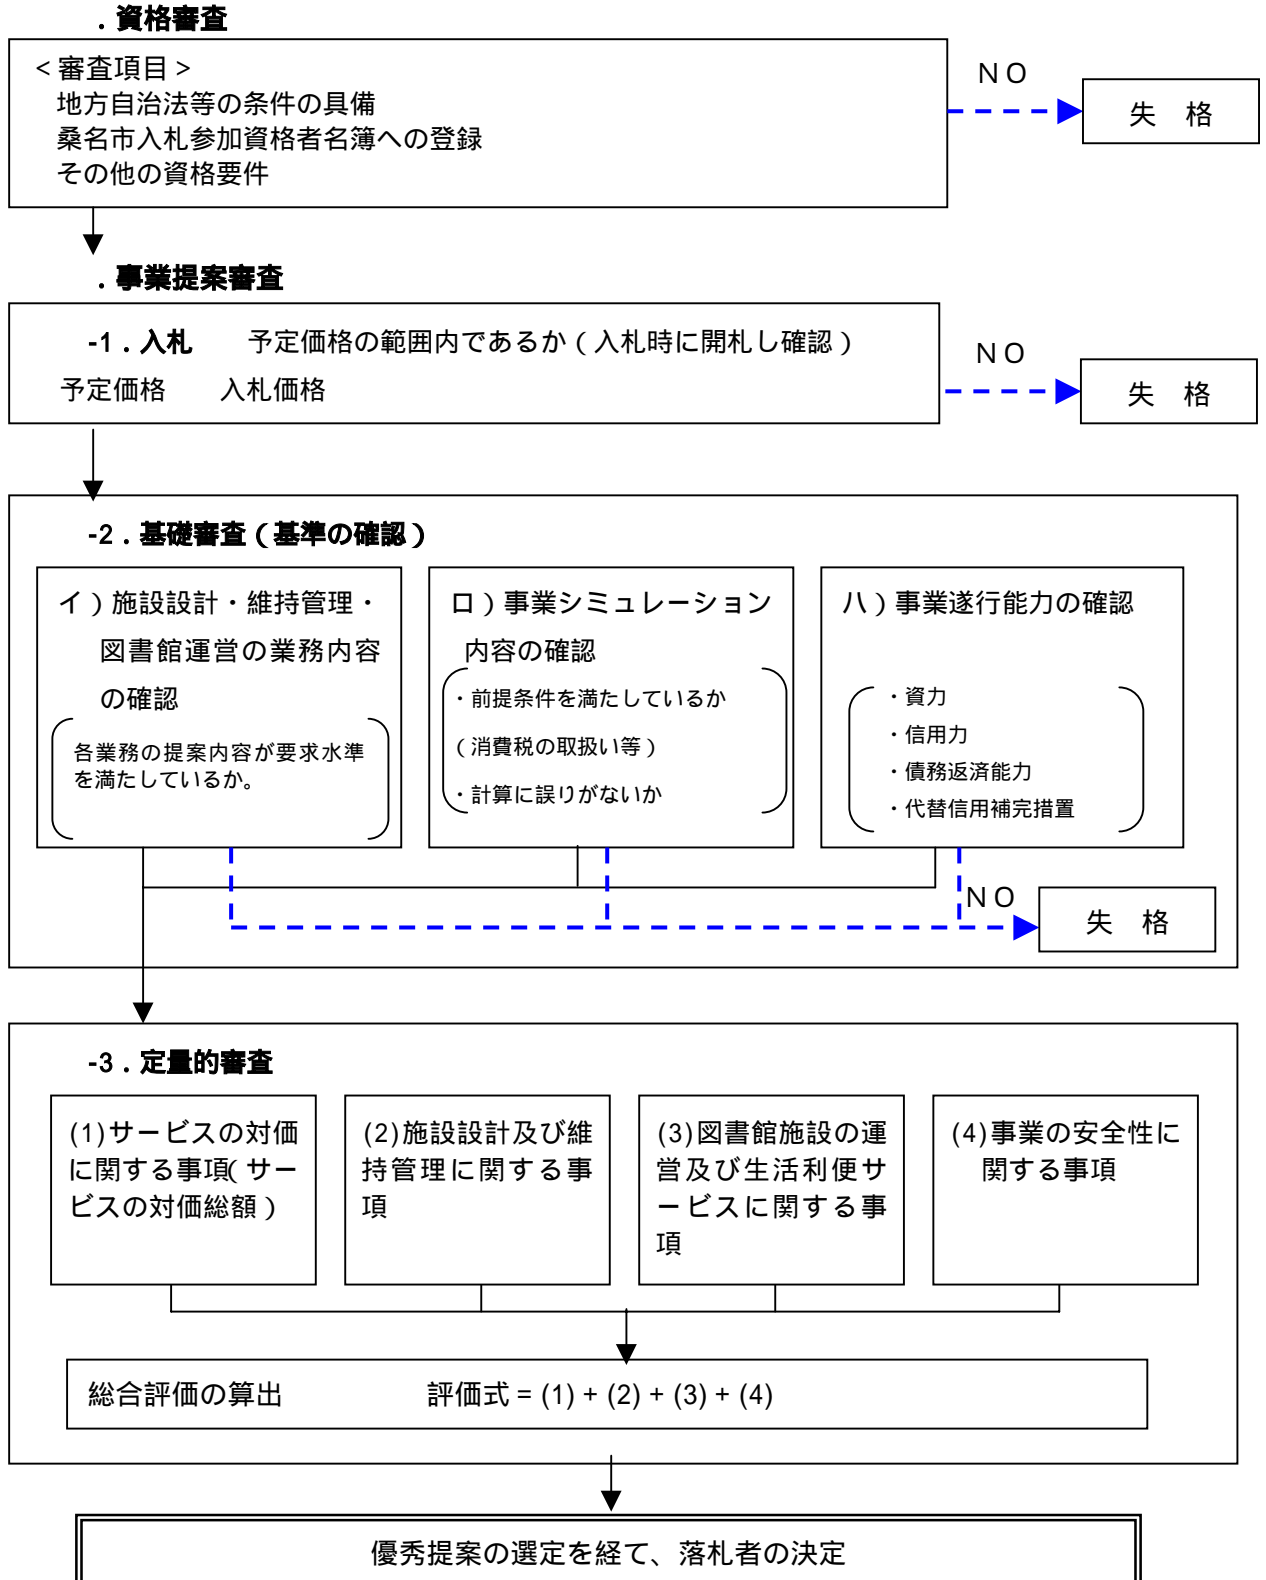 ．資格審査
＜審査項目＞
地方自治法等の条件の具備
桑名市入札参加資格者名簿への登録
その他の資格要件
ＮＯ
失　格
．事業提案審査
-1．入札　　予定価格の範囲内であるか（入札時に開札し確認）
予定価格　　入札価格
ＮＯ
失　格
-2．基礎審査（基準の確認）
イ）施設設計・維持管理・
図書館運営の業務内容
の確認
各業務の提案内容が要求水準
を満たしているか。
ロ）事業シミュレーション
内容の確認
・前提条件を満たしているか
（消費税の取扱い等）
・計算に誤りがないか
ハ）事業遂行能力の確認
・資力
・信用力
・債務返済能力
・代替信用補完措置
ＮＯ
失　格
-3．定量的審査
(1)サービスの対価
に関する事項（サー
ビスの対価総額）
(2)施設設計及び維
持管理に関する事
項
(3)図書館施設の運
営及び生活利便サ
ービスに関する事
項
(4)事業の安全性に
関する事項
総合評価の算出　　　　評価式 = (1) + (2) + (3) + (4)
優秀提案の選定を経て、落札者の決定